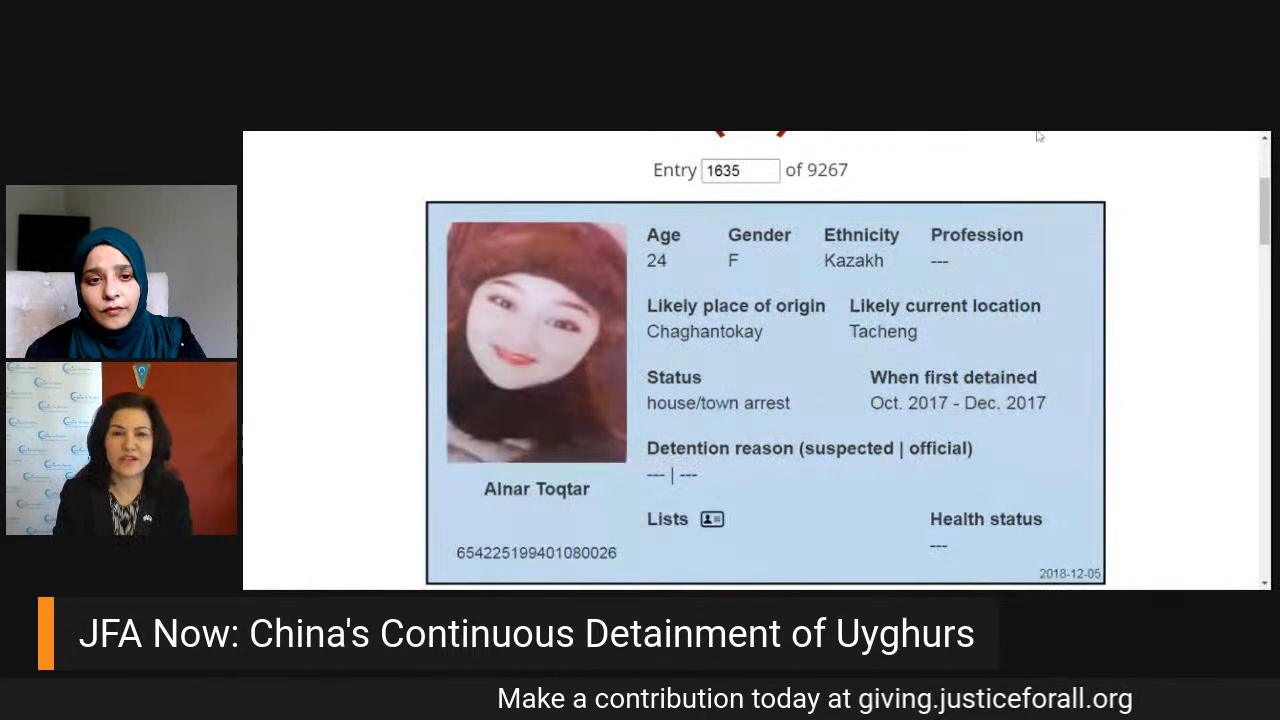 Entry 1635 of 9267
Age Gender Ethnicity Profession
24 F Kazakh ---
Likely place of origin Likely current location
Chaghantokay Tacheng
Status When first detained
house/town arrest Oct. 2017 - Dec. 2017
Detention reason (suspected | official)
--- | ---
Alnar Toqtar
Lists Health status
---
654225199401080026
2018-12-05
JFA Now: China's Continuous Detainment of Uyghurs
Make a contribution today at giving.justiceforall.org